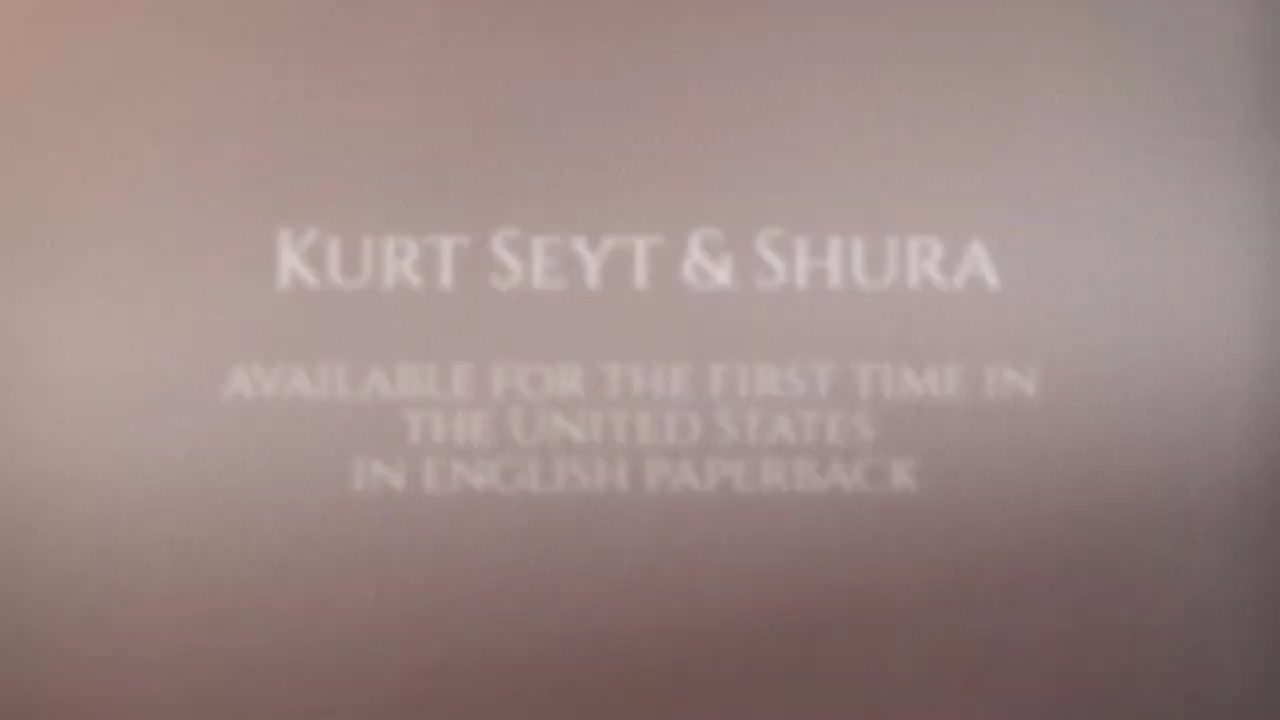 KURT SEYT & SHURA
AVAILABLE FOR THE FIRST TIME IN
THE UNITED STATES
IN ENGLISH PAPERBACK